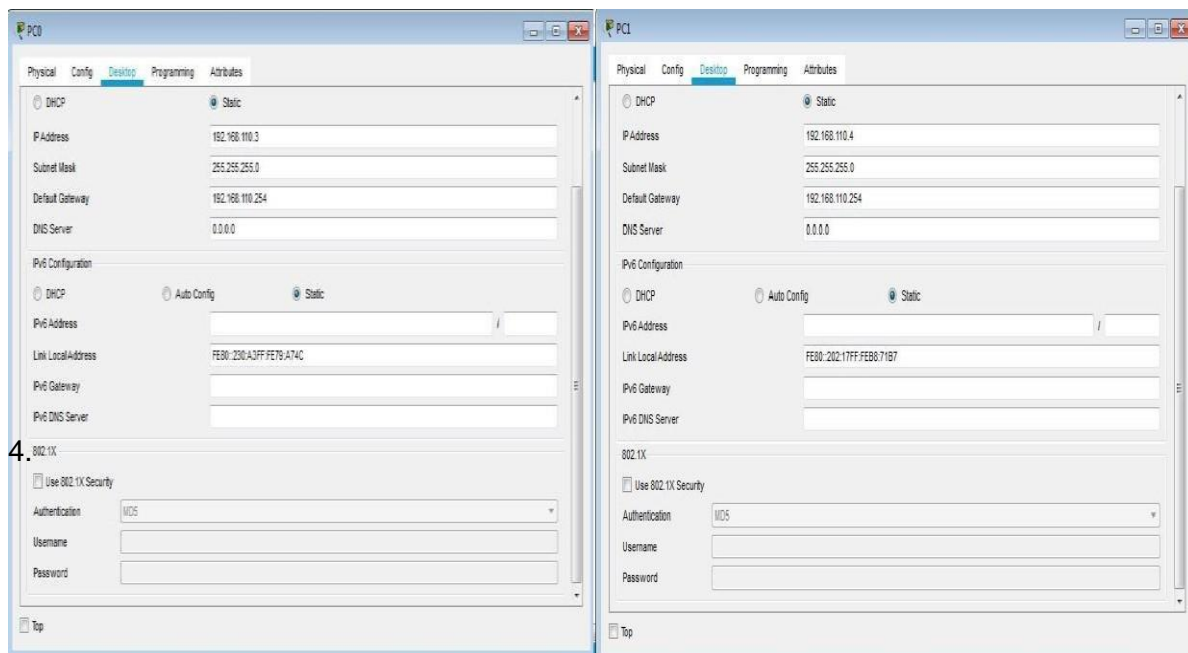 PC0
Physical Config Desktop Programming Attributes
DHCP Static
IP Address 192.168.110.3
Subnet Mask 255.255.255.0
Default Gateway 192.168.110.254
DNS Server 0.0.0.0
IPv6 Configuration
DHCP Auto Config Static
IPv6 Address /
Link Local Address FE80::230:A3FF:FE79:A74C
IPv6 Gateway
IPv6 DNS Server
4. 802.1X
Use 802.1X Security
Authentication MD5
Username
Password
Top
PC1
Physical Config Desktop Programming Attributes
DHCP Static
IP Address 192.168.110.4
Subnet Mask 255.255.255.0
Default Gateway 192.168.110.254
DNS Server 0.0.0.0
IPv6 Configuration
DHCP Auto Config Static
IPv6 Address /
Link Local Address FE80::202:17FF:FEB8:71B7
IPv6 Gateway
IPv6 DNS Server
802.1X
Use 802.1X Security
Authentication MD5
Username
Password
Top